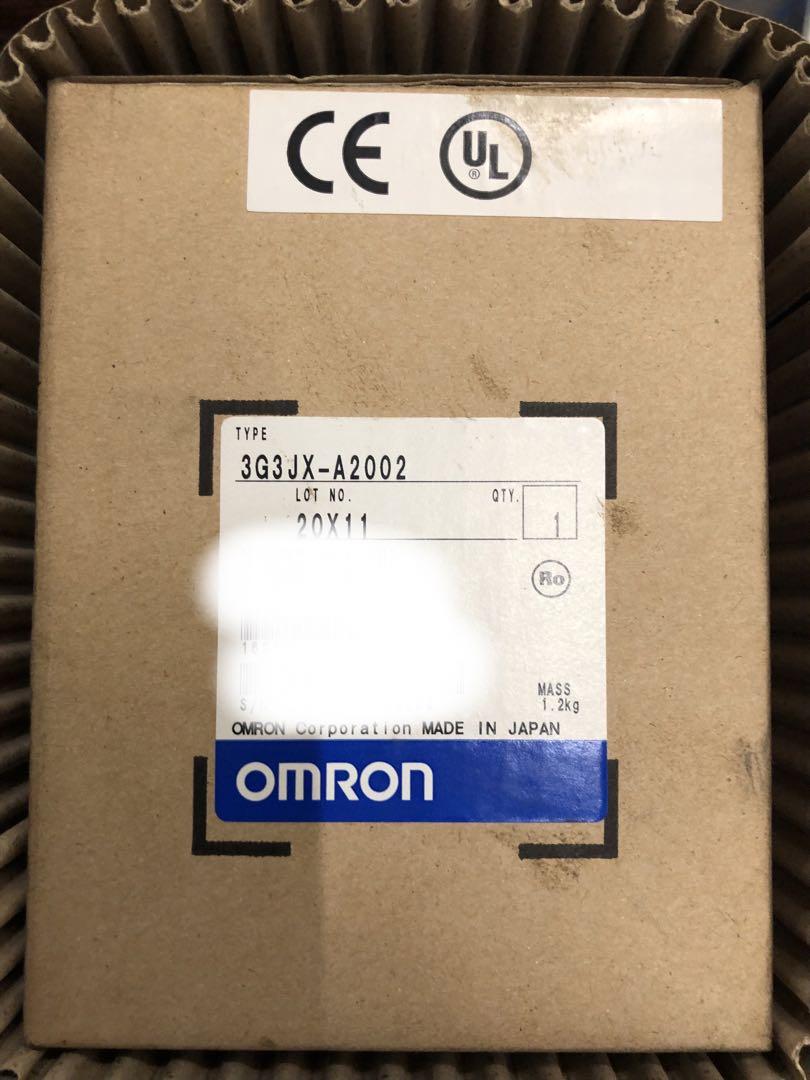 CE
UL
®
TYPE
3G3JX-A2002
LOT NO. QTY.
20X11 1
Ro
MASS
1.2kg
OMRON Corporation MADE IN JAPAN
OMRON